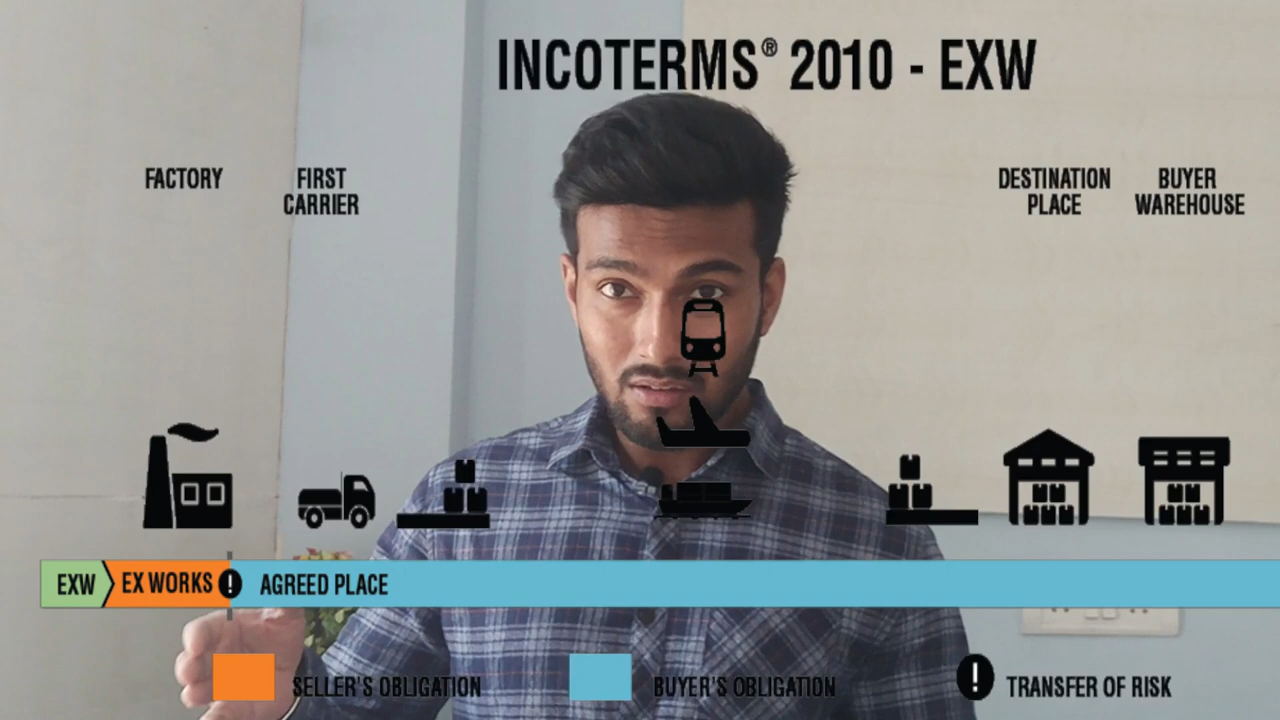 INCOTERMS® 2010 - EXW
FACTORY
FIRST
CARRIER
DESTINATION
PLACE
BUYER
WAREHOUSE
EXW
EX WORKS
!
AGREED PLACE
SELLER'S OBLIGATION
BUYER'S OBLIGATION
!
TRANSFER OF RISK